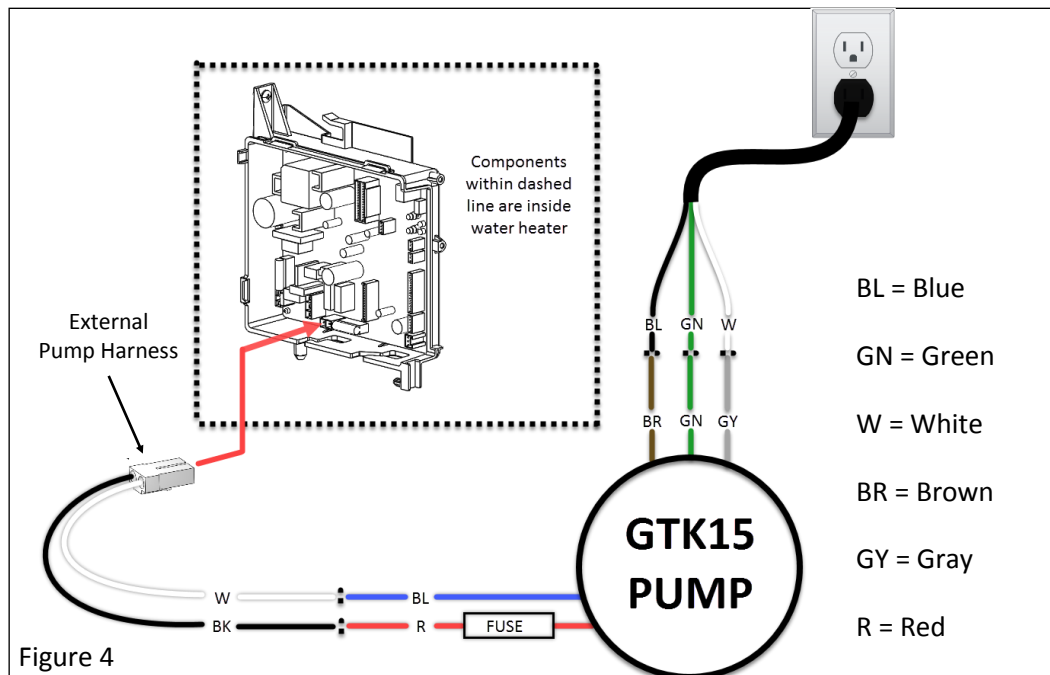 Components
within dashed
line are inside
water heater
External
Pump Harness
BL GN W
BR GN GY
BL = Blue
GN = Green
W = White
BR = Brown
GY = Gray
R = Red
GTK15
PUMP
W BL
BK R FUSE
Figure 4